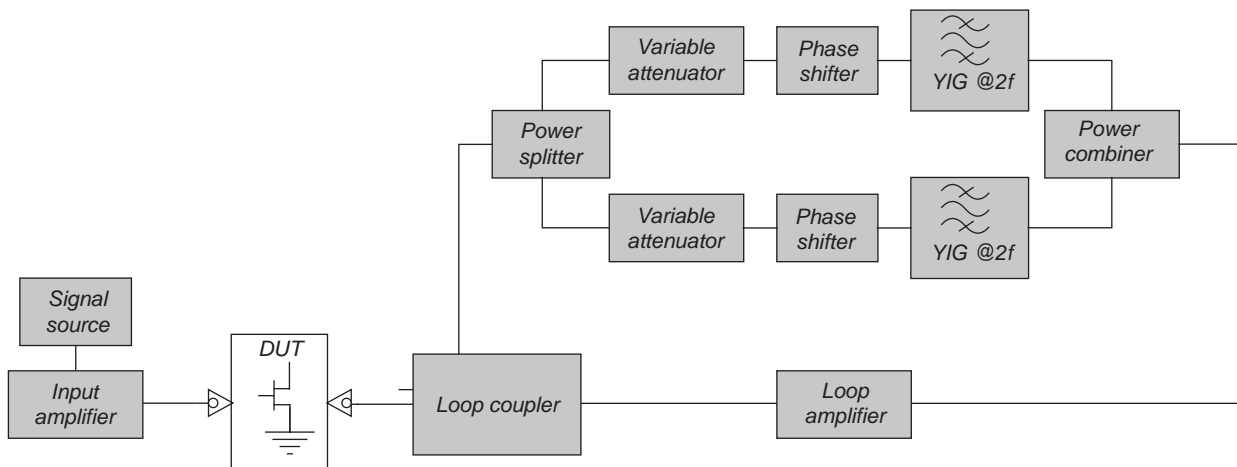 Variable
attenuator
Phase
shifter
YIG @2f
Power
splitter
Power
combiner
Variable
attenuator
Phase
shifter
YIG @2f
Signal
source
DUT
Input
amplifier
Loop coupler
Loop
amplifier